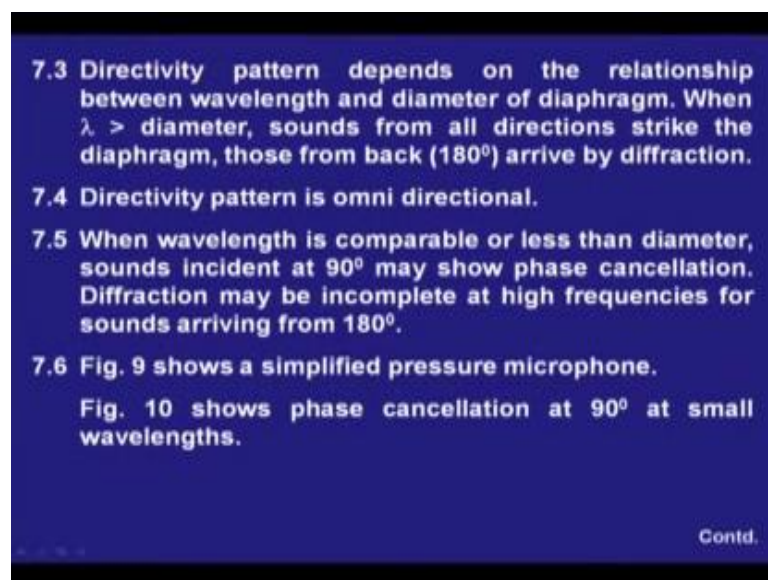 7.3 Directivity pattern depends on the relationship
between wavelength and diameter of diaphragm. When
λ > diameter, sounds from all directions strike the
diaphragm, those from back (180⁰) arrive by diffraction.
7.4 Directivity pattern is omni directional.
7.5 When wavelength is comparable or less than diameter,
sounds incident at 90⁰ may show phase cancellation.
Diffraction may be incomplete at high frequencies for
sounds arriving from 180⁰.
7.6 Fig. 9 shows a simplified pressure microphone.
Fig. 10 shows phase cancellation at 90⁰ at small
wavelengths.
Contd.